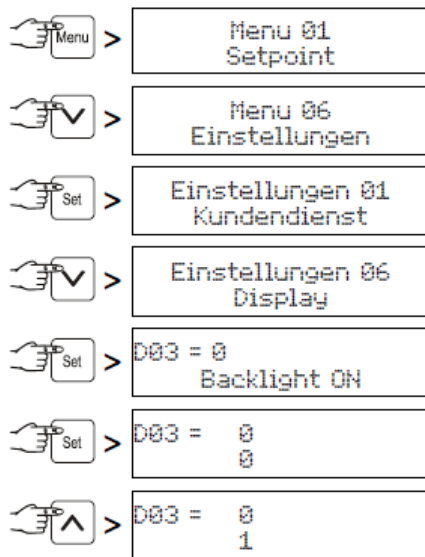 Menu > Menu 01
Setpoint
> Menu 06
Einstellungen
Set > Einstellungen 01
Kundendienst
> Einstellungen 06
Display
Set > D03 = 0
Backlight ON
Set > D03 = 0
0
> D03 = 0
1